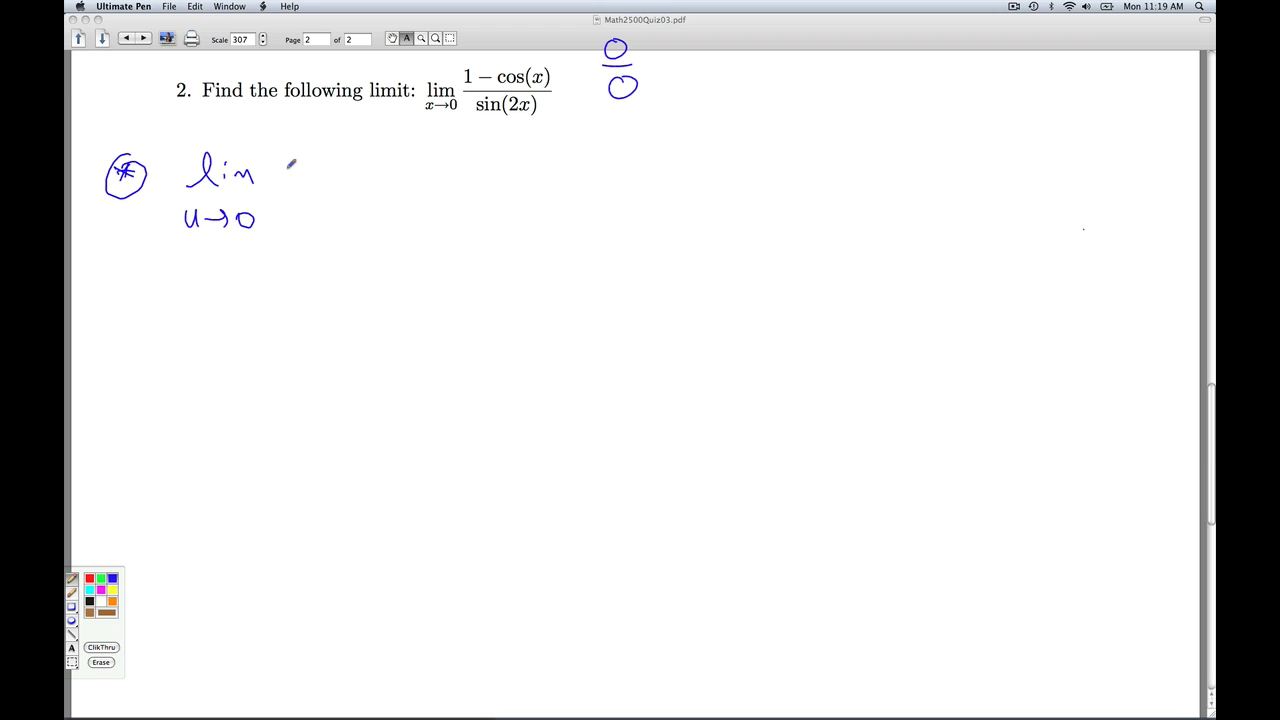 Ultimate Pen File Edit Window Help Mon 11:19 AM
Math2500Quiz03.pdf
Scale 307 Page 2 of 2 A
0
0
2. Find the following limit: lim x→0 1 − cos(x) / sin(2x)
* lim
u→0
A ClikThru
Erase